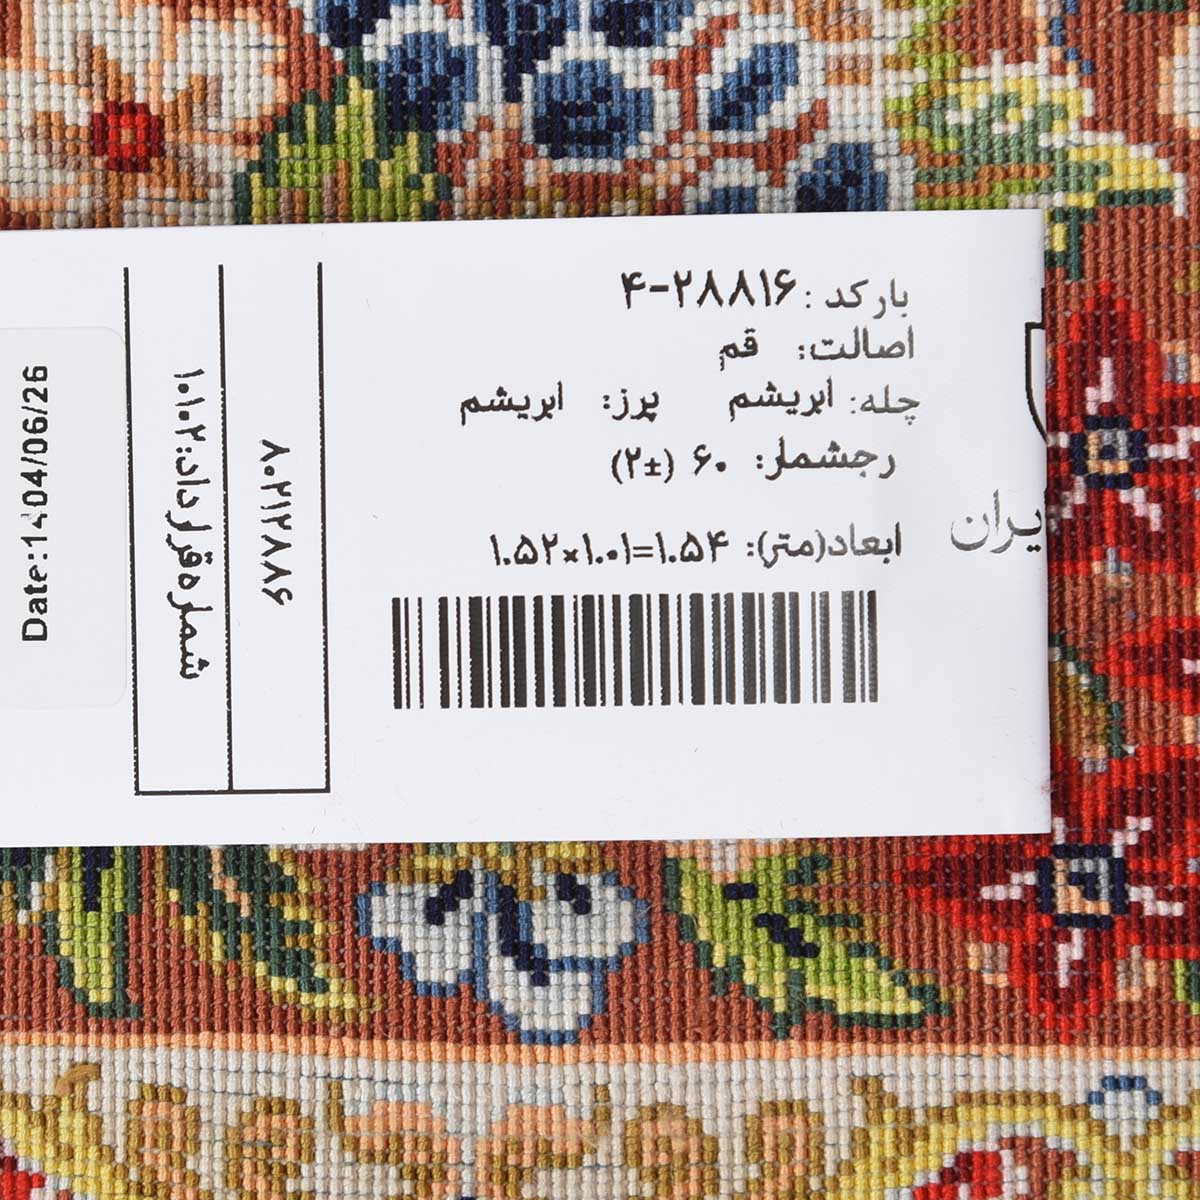 بارکد: ۴-۲۸۸۱۶
اصالت: قم
چله: ابریشم پرز: ابریشم
رجشمار: ۶۰ (±۲)
ابعاد(متر): ۱.۵۲×۱.۰۱=۱.۵۴
یران
۸۰۲۱۲۸۸۶
شماره قرارداد:۱۰۱۰۲
Date:1404/06/26